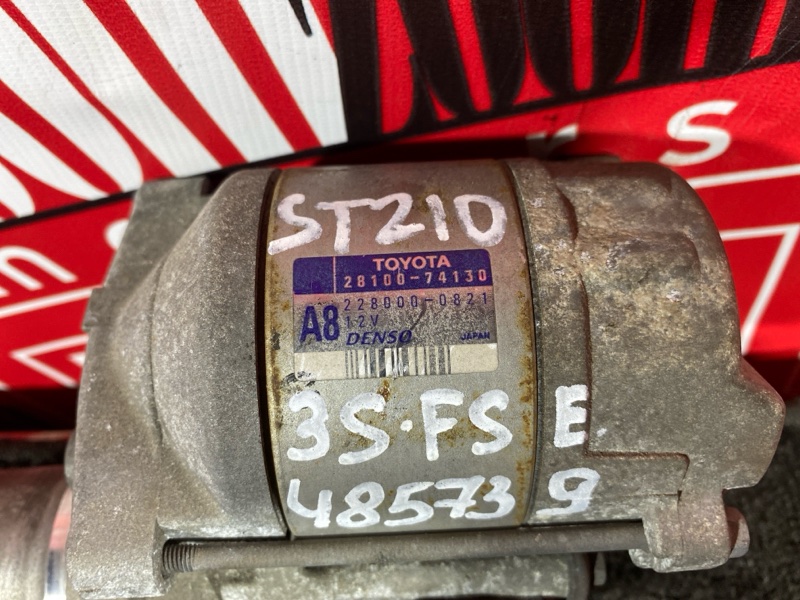 ST210
TOYOTA
28100-74130
228000-0821
A8 12V
DENSO JAPAN
3S-FSE
485739
S